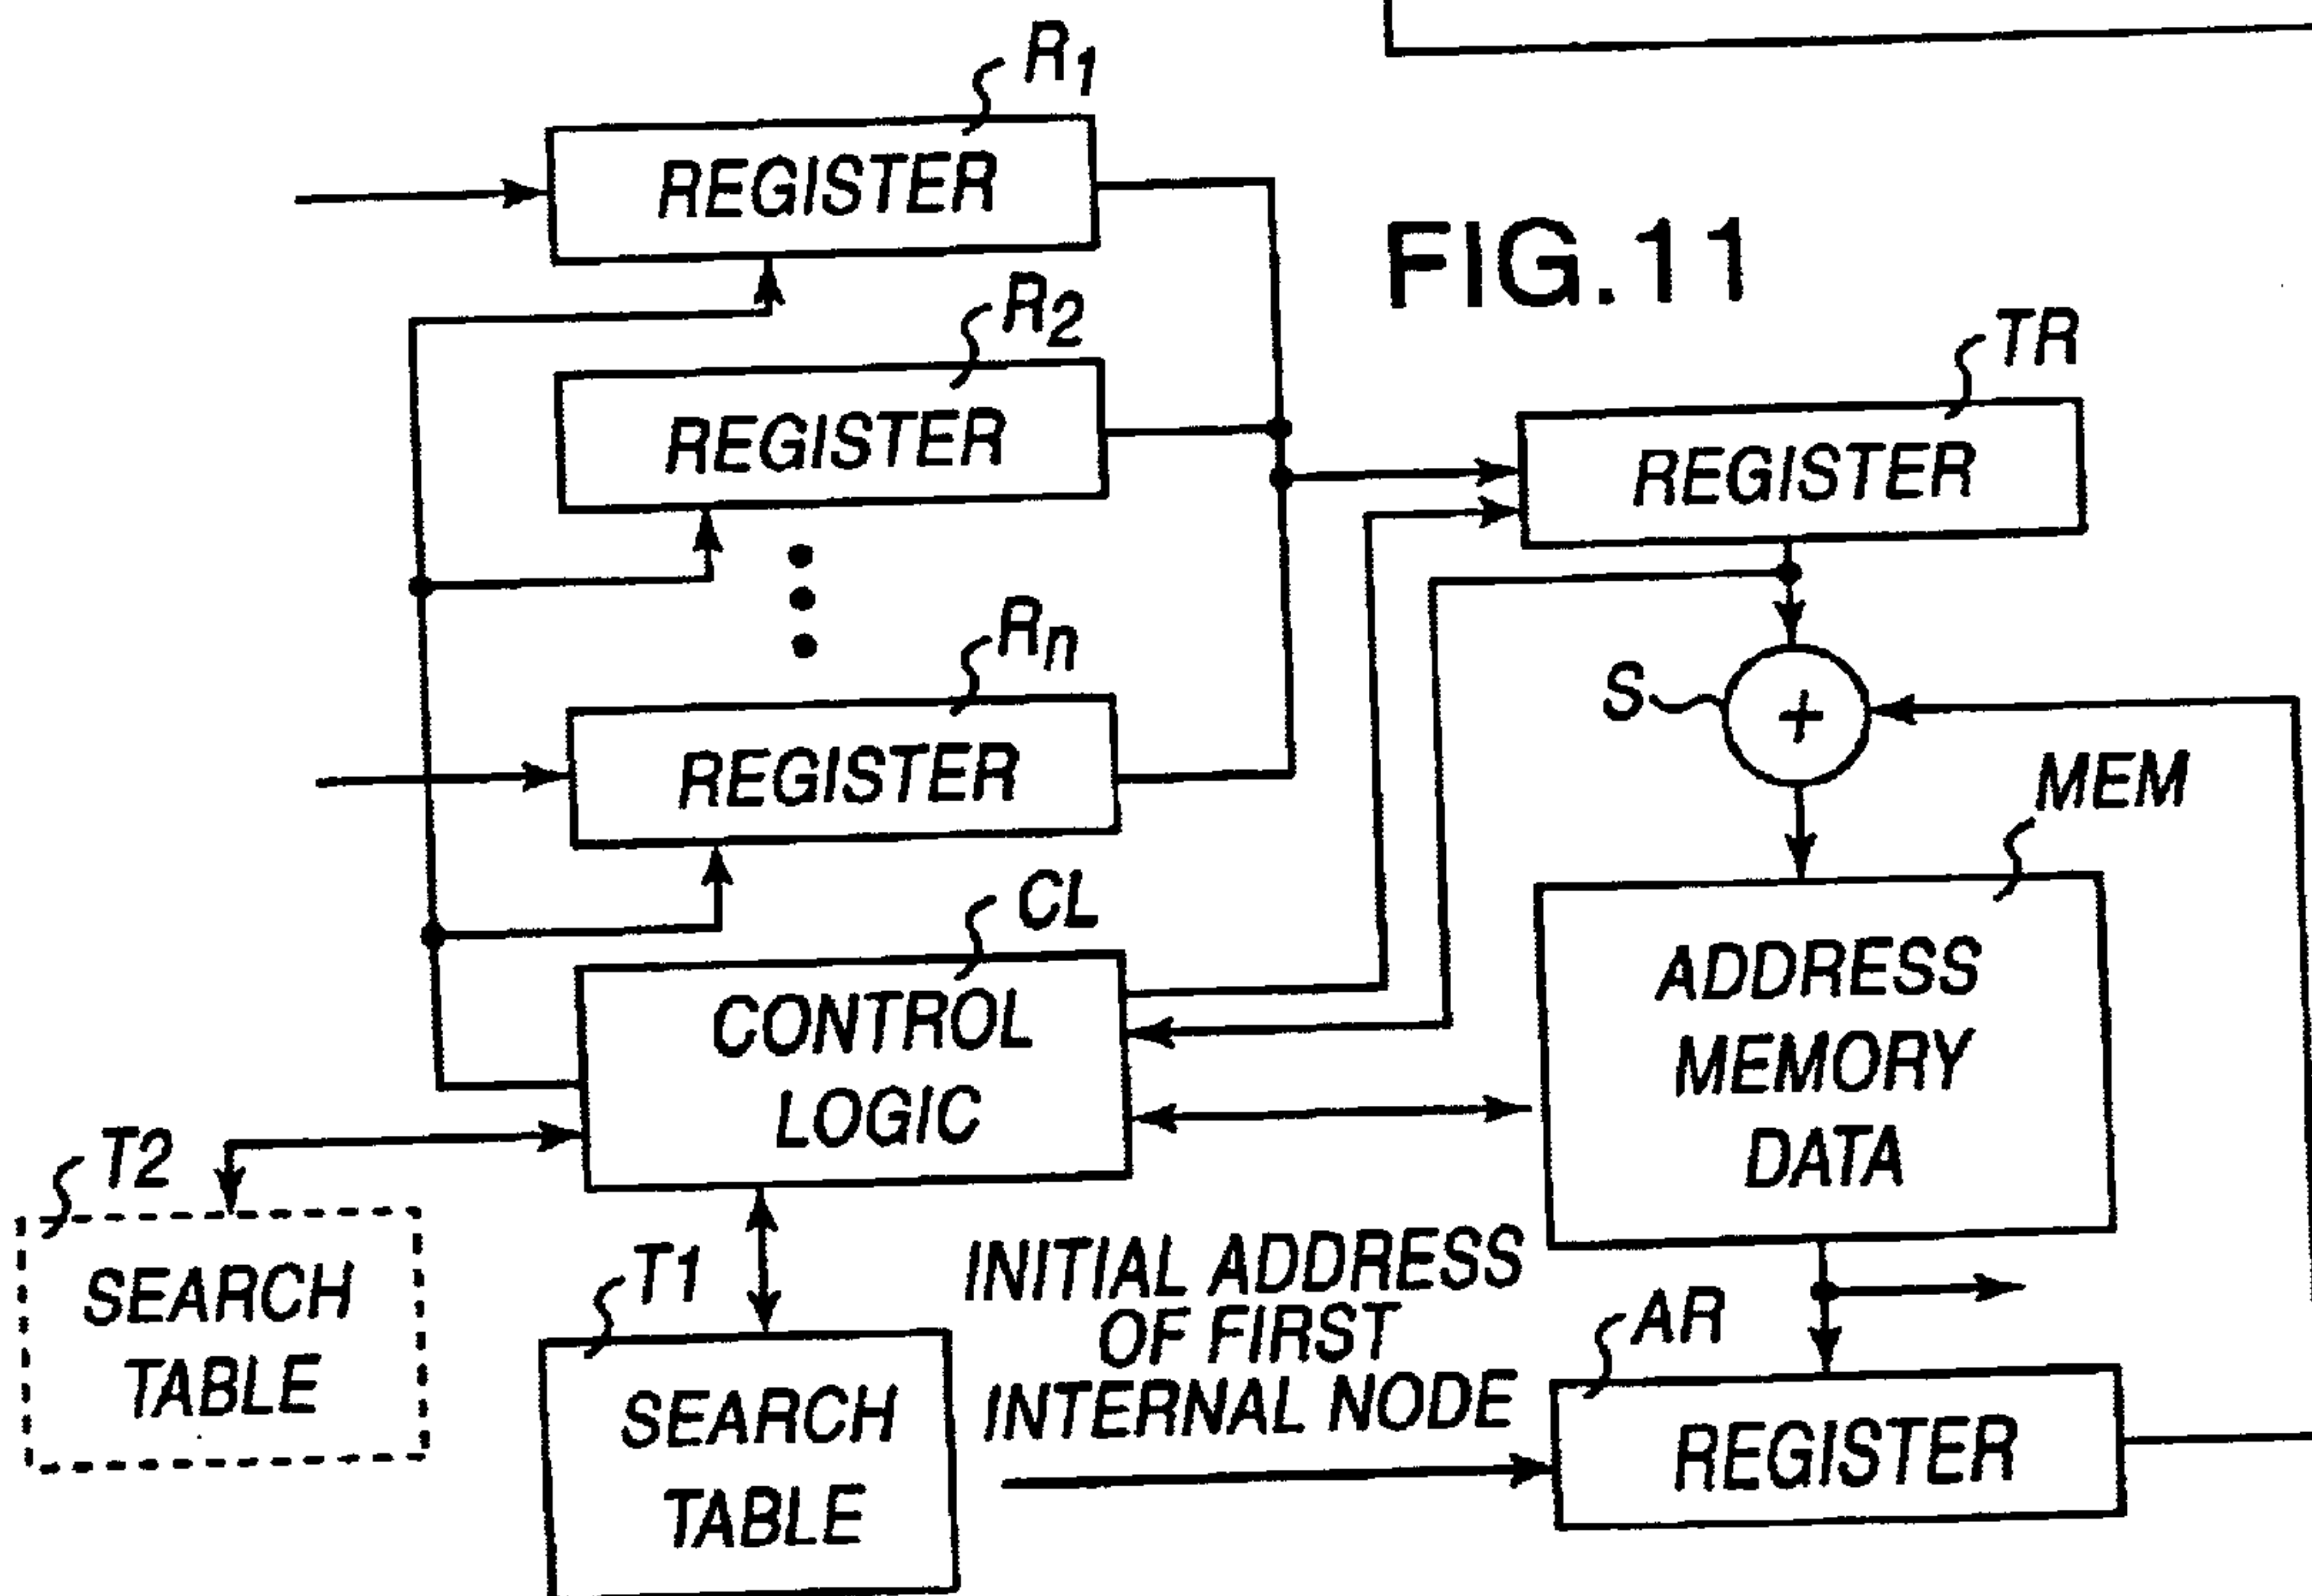 R1
REGISTER
FIG.11
R2
REGISTER
TR
REGISTER
Rn
REGISTER
S
+
MEM
CL
CONTROL
LOGIC
ADDRESS
MEMORY
DATA
T2
SEARCH
TABLE
T1
SEARCH
TABLE
INITIAL ADDRESS
OF FIRST
INTERNAL NODE
AR
REGISTER